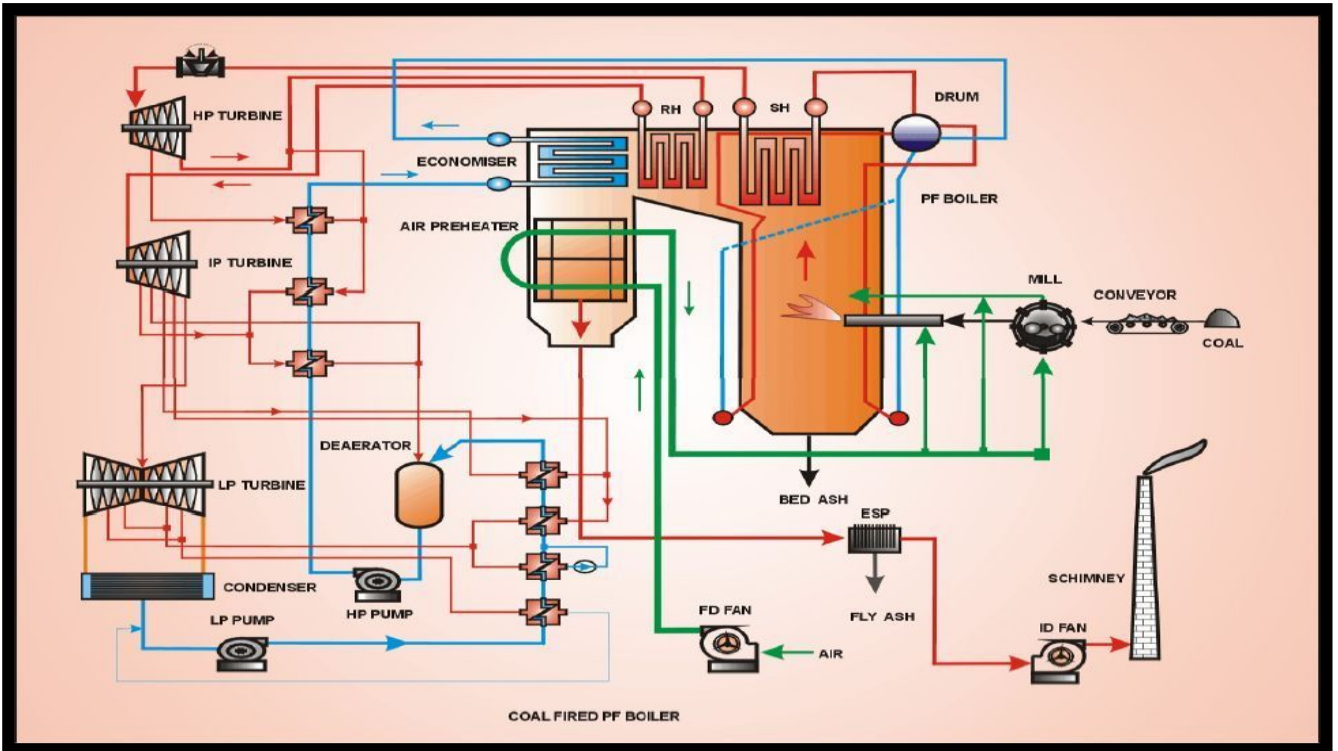 HP TURBINE
RH
SH
DRUM
ECONOMISER
PF BOILER
AIR PREHEATER
IP TURBINE
MILL
CONVEYOR
COAL
DEAERATOR
LP TURBINE
BED ASH
ESP
CONDENSER
SCHIMNEY
HP PUMP
FD FAN
FLY ASH
LP PUMP
ID FAN
AIR
COAL FIRED PF BOILER